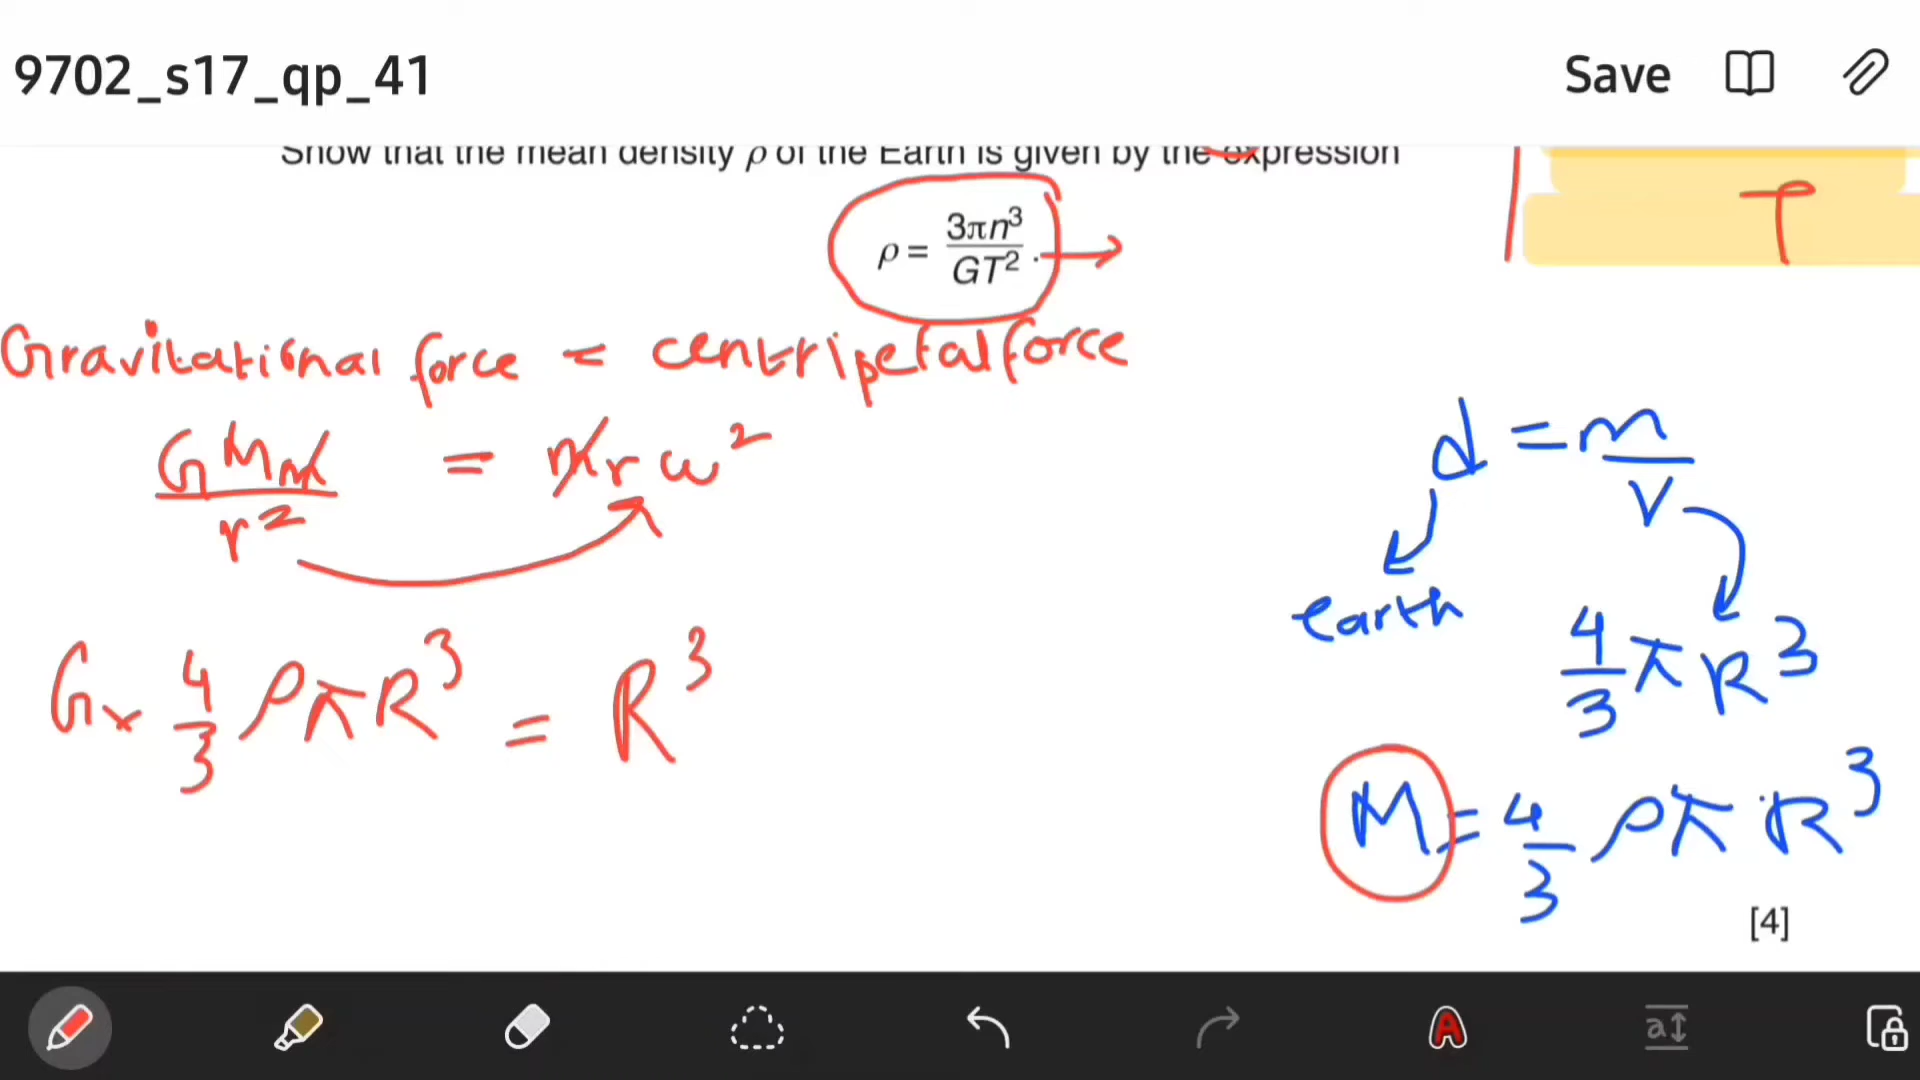 9702_s17_qp_41
Save
Show that the mean density ρ of the Earth is given by the expression
T
ρ = 3πn³ / GT² .
Gravitational force = centripetal force
GMm / r² = mrω²
d = m / v
earth
4/3 πR³
G × 4/3 ρπR³ = R³
M = 4/3 ρπR³
[4]
A
a